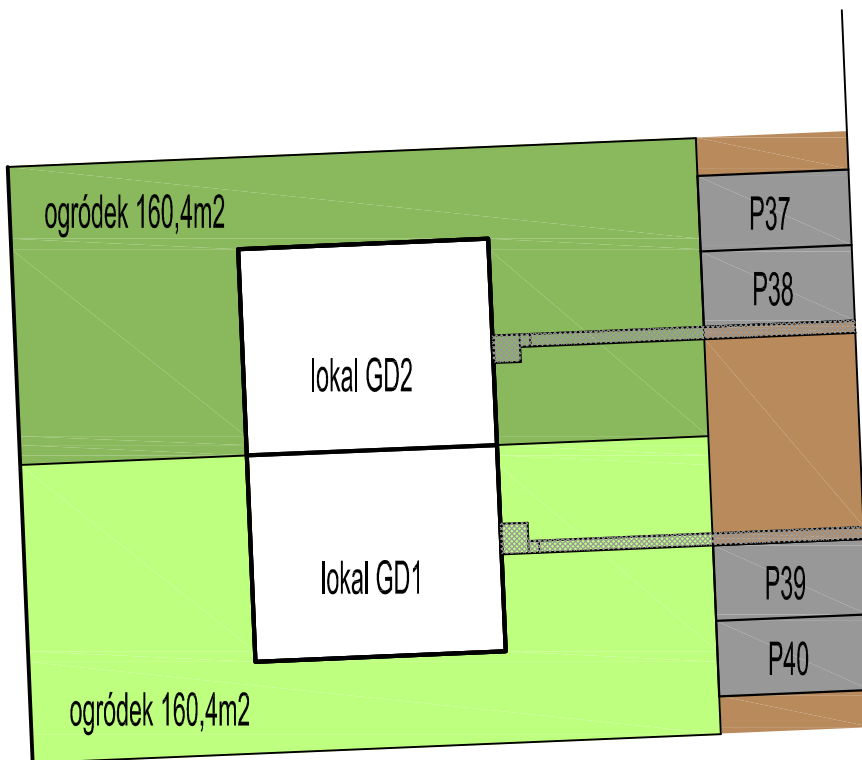 ogródek 160,4m2
P37
P38
lokal GD2
lokal GD1
P39
P40
ogródek 160,4m2